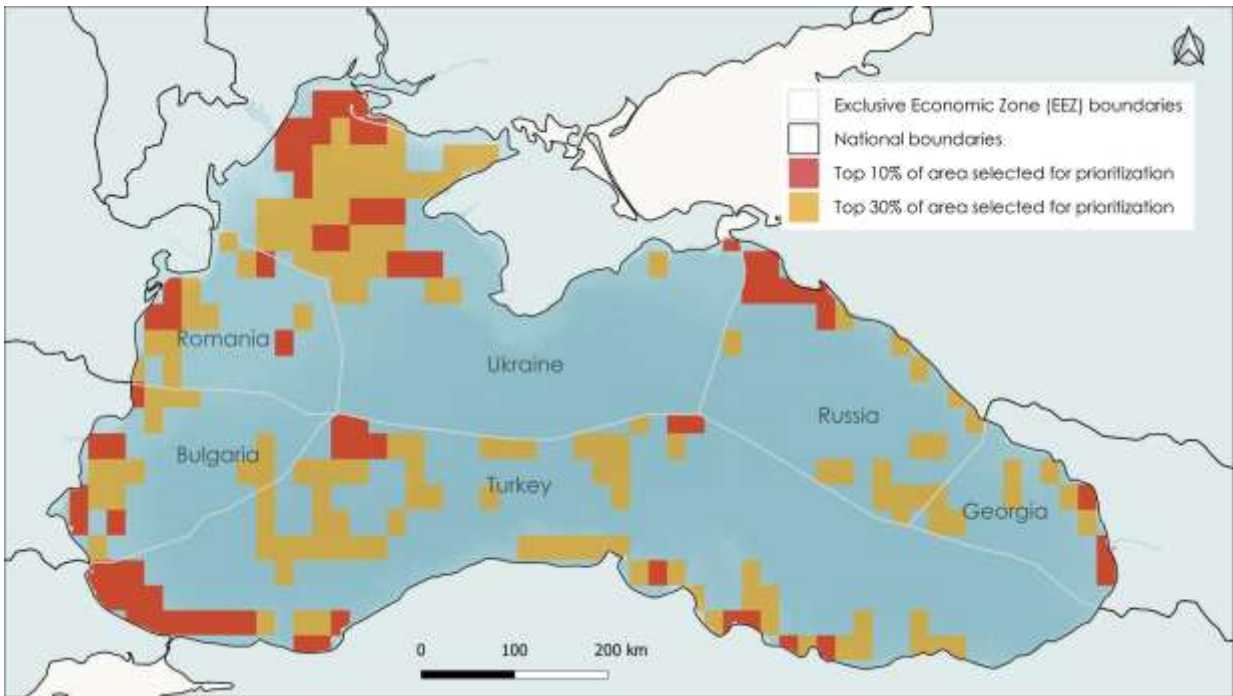 Exclusive Economic Zone (EEZ) boundaries
National boundaries
Top 10% of area selected for prioritization
Top 30% of area selected for prioritization
Romania
Ukraine
Russia
Bulgaria
Turkey
Georgia
0 100 200 km